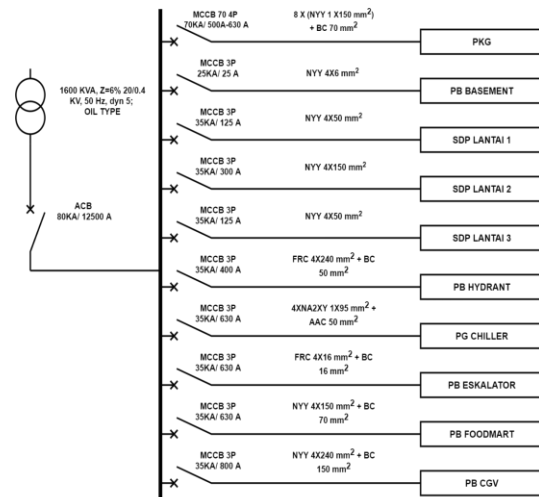 MCCB 70 4P
70KA/ 500A-630 A
8 X (NYY 1 X150 mm2)
+ BC 70 mm2
PKG
MCCB 3P
25KA/ 25 A
NYY 4X6 mm2
PB BASEMENT
1600 KVA, Z=6% 20/0.4
KV, 50 Hz, dyn 5;
OIL TYPE
MCCB 3P
35KA/ 125 A
NYY 4X50 mm2
SDP LANTAI 1
MCCB 3P
35KA/ 300 A
NYY 4X150 mm2
SDP LANTAI 2
ACB
80KA/ 12500 A
MCCB 3P
35KA/ 125 A
NYY 4X50 mm2
SDP LANTAI 3
MCCB 3P
35KA/ 400 A
FRC 4X240 mm2 + BC
50 mm2
PB HYDRANT
MCCB 3P
35KA/ 630 A
4XNA2XY 1X95 mm2 +
AAC 50 mm2
PG CHILLER
MCCB 3P
35KA/ 630 A
FRC 4X16 mm2 + BC
16 mm2
PB ESKALATOR
MCCB 3P
35KA/ 630 A
NYY 4X150 mm2 + BC
70 mm2
PB FOODMART
MCCB 3P
35KA/ 800 A
NYY 4X240 mm2 + BC
150 mm2
PB CGV